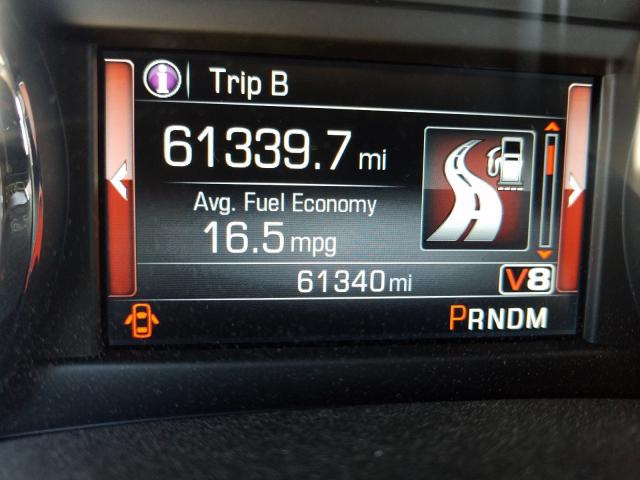 i Trip B
61339.7 mi
Avg. Fuel Economy
16.5 mpg
61340 mi V8
PRNDM